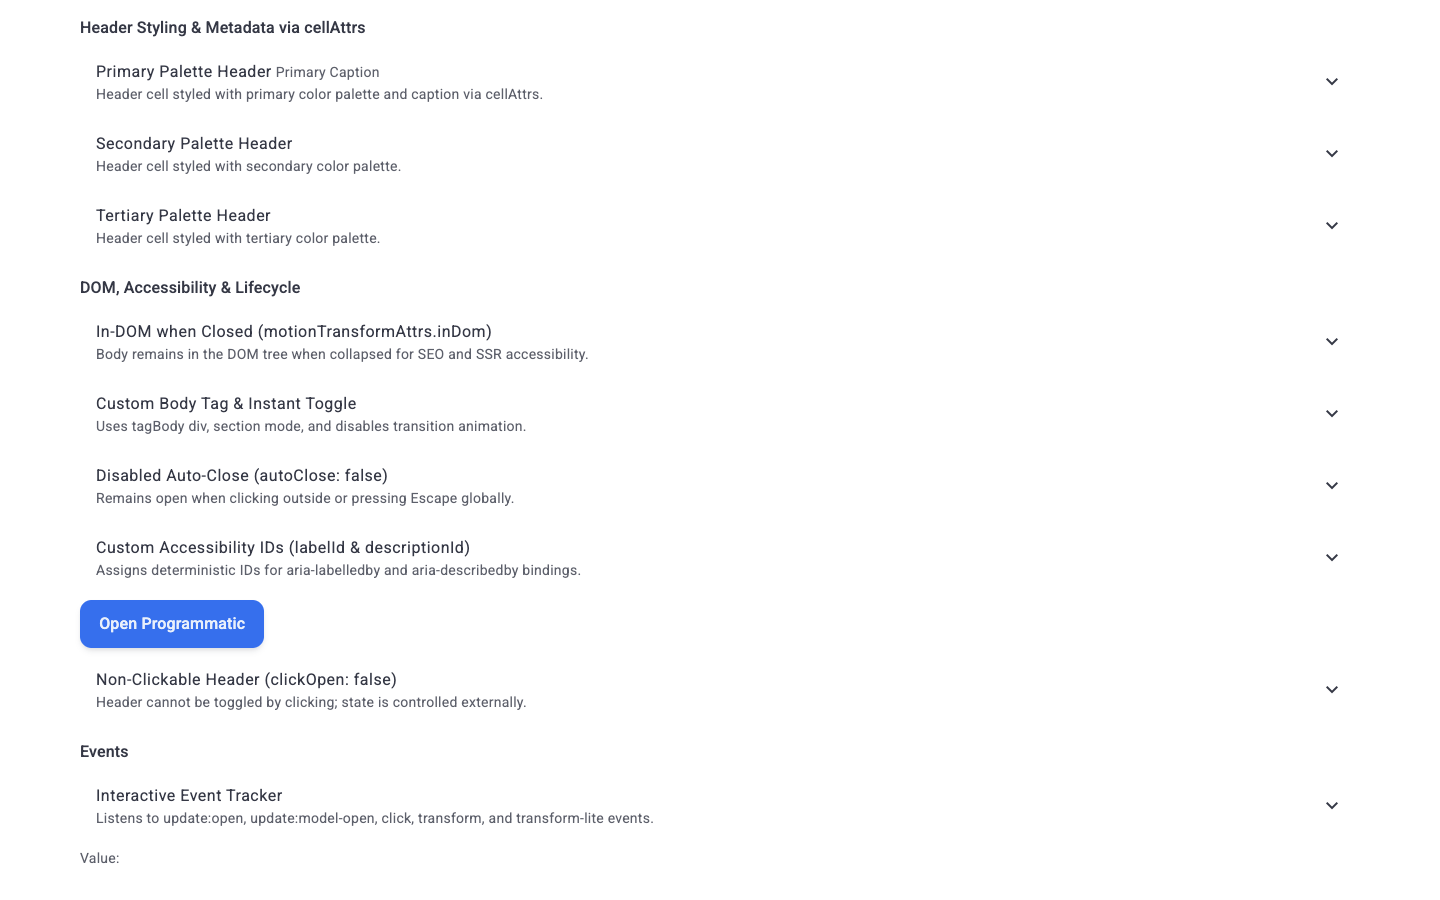 Header Styling & Metadata via cellAttrs
Primary Palette Header Primary Caption
Header cell styled with primary color palette and caption via cellAttrs.
Secondary Palette Header
Header cell styled with secondary color palette.
Tertiary Palette Header
Header cell styled with tertiary color palette.
DOM, Accessibility & Lifecycle
In-DOM when Closed (motionTransformAttrs.inDom)
Body remains in the DOM tree when collapsed for SEO and SSR accessibility.
Custom Body Tag & Instant Toggle
Uses tagBody div, section mode, and disables transition animation.
Disabled Auto-Close (autoClose: false)
Remains open when clicking outside or pressing Escape globally.
Custom Accessibility IDs (labelId & descriptionId)
Assigns deterministic IDs for aria-labelledby and aria-describedby bindings.
Open Programmatic
Non-Clickable Header (clickOpen: false)
Header cannot be toggled by clicking; state is controlled externally.
Events
Interactive Event Tracker
Listens to update:open, update:model-open, click, transform, and transform-lite events.
Value: